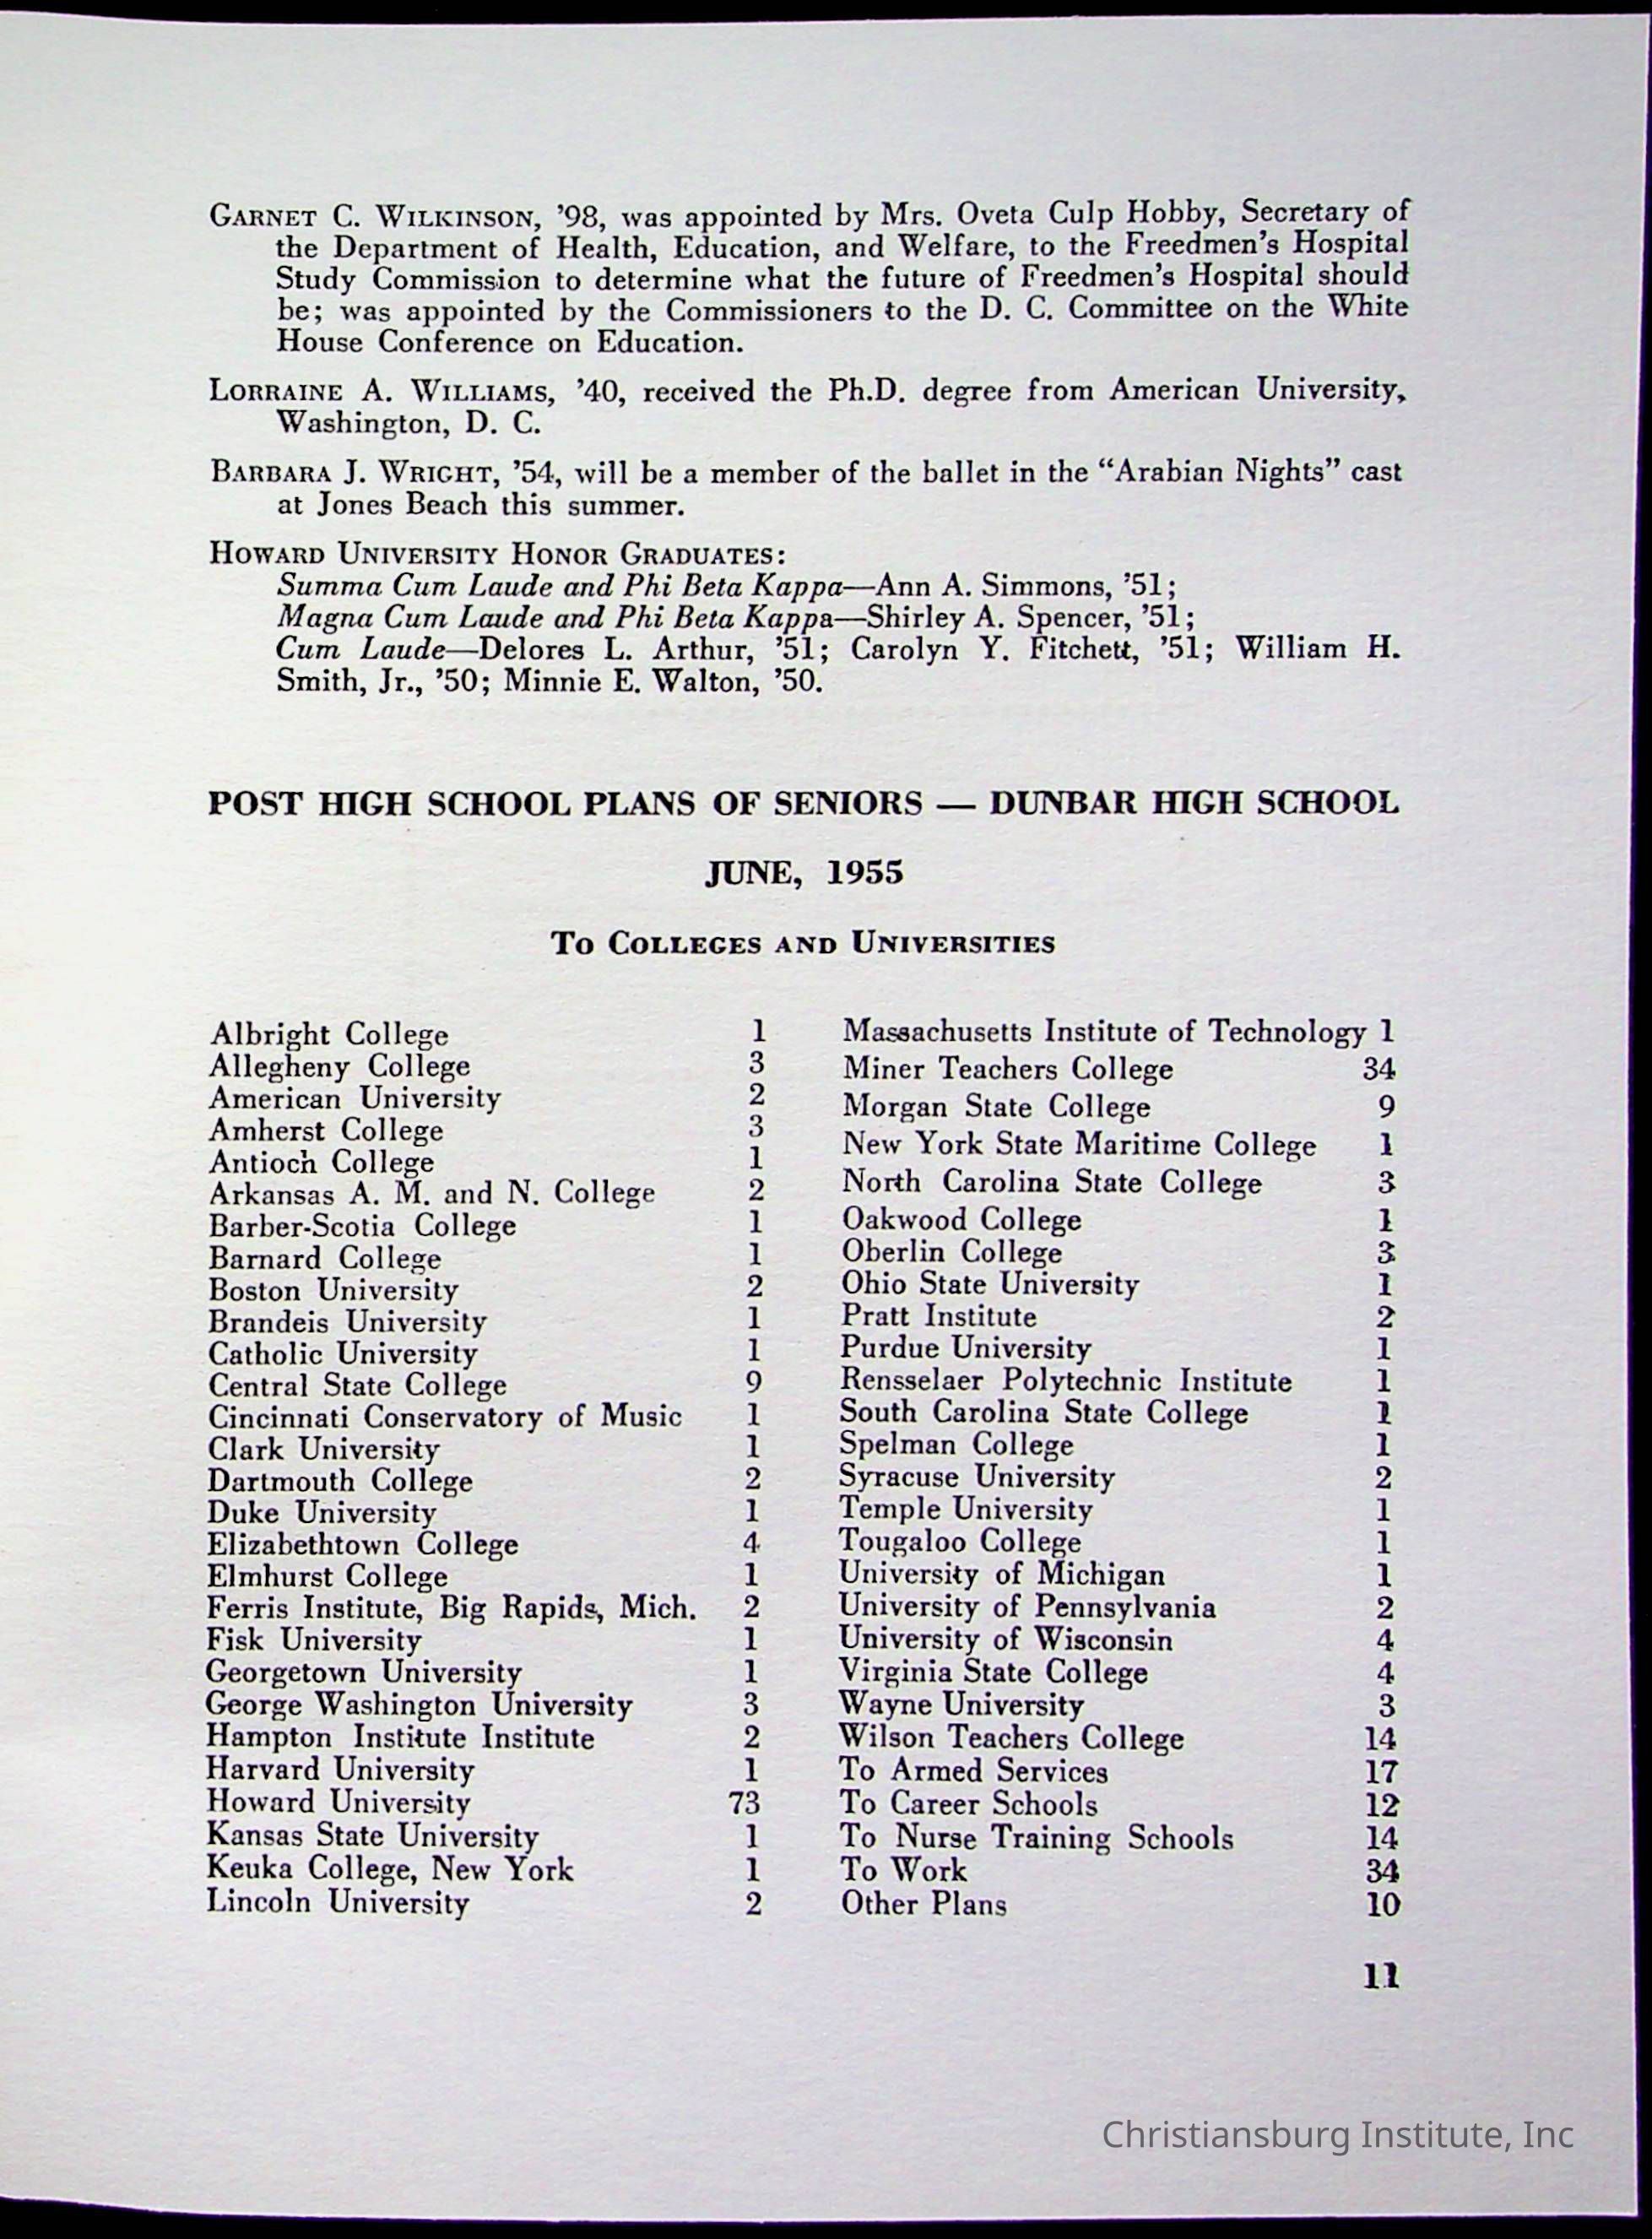 GARNET C. WILKINSON, ’98, was appointed by Mrs. Oveta Culp Hobby, Secretary of
the Department of Health, Education, and Welfare, to the Freedmen’s Hospital
Study Commission to determine what the future of Freedmen’s Hospital should
be; was appointed by the Commissioners to the D. C. Committee on the White
House Conference on Education.
LORRAINE A. WILLIAMS, ’40, received the Ph.D. degree from American University,
Washington, D. C.
BARBARA J. WRIGHT, ’54, will be a member of the ballet in the “Arabian Nights” cast
at Jones Beach this summer.
HOWARD UNIVERSITY HONOR GRADUATES:
Summa Cum Laude and Phi Beta Kappa—Ann A. Simmons, ’51;
Magna Cum Laude and Phi Beta Kappa—Shirley A. Spencer, ’51;
Cum Laude—Delores L. Arthur, ’51; Carolyn Y. Fitchett, ’51; William H.
Smith, Jr., ’50; Minnie E. Walton, ’50.
POST HIGH SCHOOL PLANS OF SENIORS — DUNBAR HIGH SCHOOL
JUNE, 1955
TO COLLEGES AND UNIVERSITIES
Albright College 1
Allegheny College 3
American University 2
Amherst College 3
Antioch College 1
Arkansas A. M. and N. College 2
Barber-Scotia College 1
Barnard College 1
Boston University 2
Brandeis University 1
Catholic University 1
Central State College 9
Cincinnati Conservatory of Music 1
Clark University 1
Dartmouth College 2
Duke University 1
Elizabethtown College 4
Elmhurst College 1
Ferris Institute, Big Rapids, Mich. 2
Fisk University 1
Georgetown University 1
George Washington University 3
Hampton Institute Institute 2
Harvard University 1
Howard University 73
Kansas State University 1
Keuka College, New York 1
Lincoln University 2
Massachusetts Institute of Technology 1
Miner Teachers College 34
Morgan State College 9
New York State Maritime College 1
North Carolina State College 3
Oakwood College 1
Oberlin College 3
Ohio State University 1
Pratt Institute 2
Purdue University 1
Rensselaer Polytechnic Institute 1
South Carolina State College 1
Spelman College 1
Syracuse University 2
Temple University 1
Tougaloo College 1
University of Michigan 1
University of Pennsylvania 2
University of Wisconsin 4
Virginia State College 4
Wayne University 3
Wilson Teachers College 14
To Armed Services 17
To Career Schools 12
To Nurse Training Schools 14
To Work 34
Other Plans 10
11
Christiansburg Institute, Inc